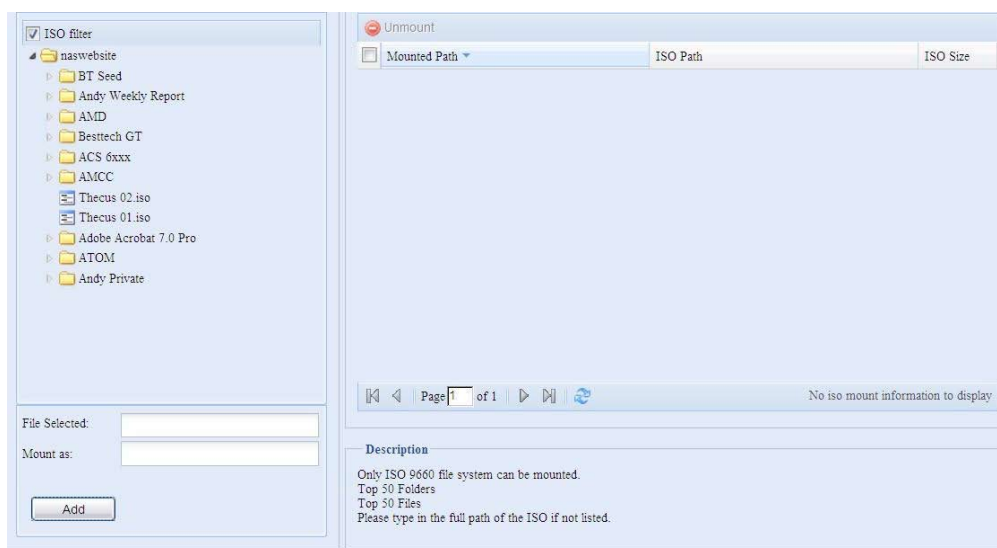 ISO filter
naswebsite
BT Seed
Andy Weekly Report
AMD
Besttech GT
ACS 6xxx
AMCC
Thecus 02.iso
Thecus 01.iso
Adobe Acrobat 7.0 Pro
ATOM
Andy Private
File Selected:
Mount as:
Add
Unmount
Mounted Path ISO Path ISO Size
Page 1 of 1 No iso mount information to display
Description
Only ISO 9660 file system can be mounted.
Top 50 Folders
Top 50 Files
Please type in the full path of the ISO if not listed.